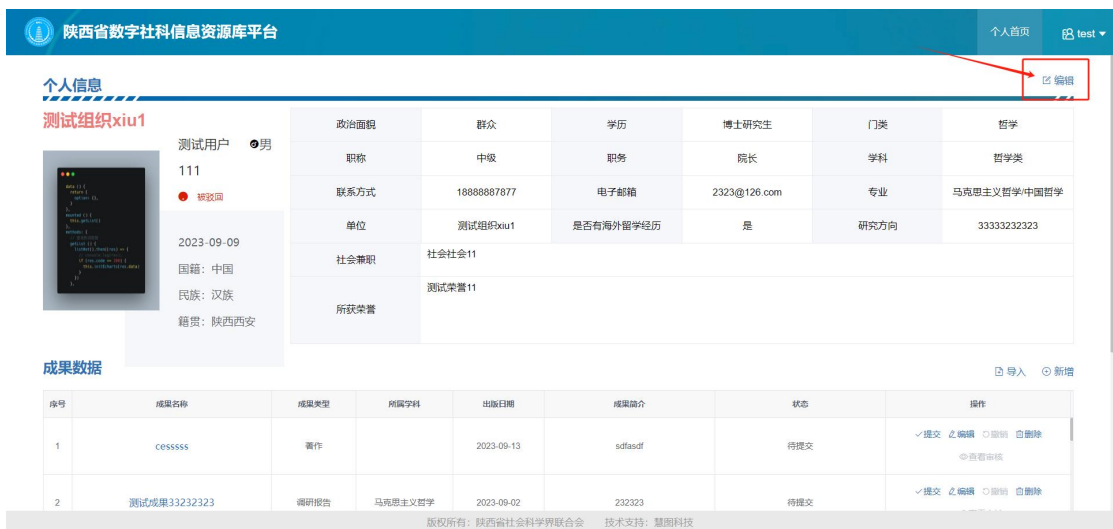 陕西省数字社科信息资源库平台
个人首页 test
个人信息 编辑
测试组织xiu1
测试用户 男
111
被驳回
2023-09-09
国籍：中国
民族：汉族
籍贯：陕西西安
政治面貌 群众 学历 博士研究生 门类 哲学
职称 中级 职务 院长 学科 哲学类
联系方式 18888887877 电子邮箱 2323@126.com 专业 马克思主义哲学/中国哲学
单位 测试组织xiu1 是否有海外留学经历 是 研究方向 33333232323
社会兼职 社会社会11
所获荣誉 测试荣誉11
成果数据 导入 新增
序号 成果名称 成果类型 所属学科 出版日期 成果简介 状态 操作
1 cesssss 著作 2023-09-13 sdfasdf 待提交 提交 编辑 撤销 删除
查看审核
2 测试成果33232323 调研报告 马克思主义哲学 2023-09-02 232323 待提交 提交 编辑 撤销 删除
版权所有：陕西省社会科学界联合会 技术支持：慧图科技